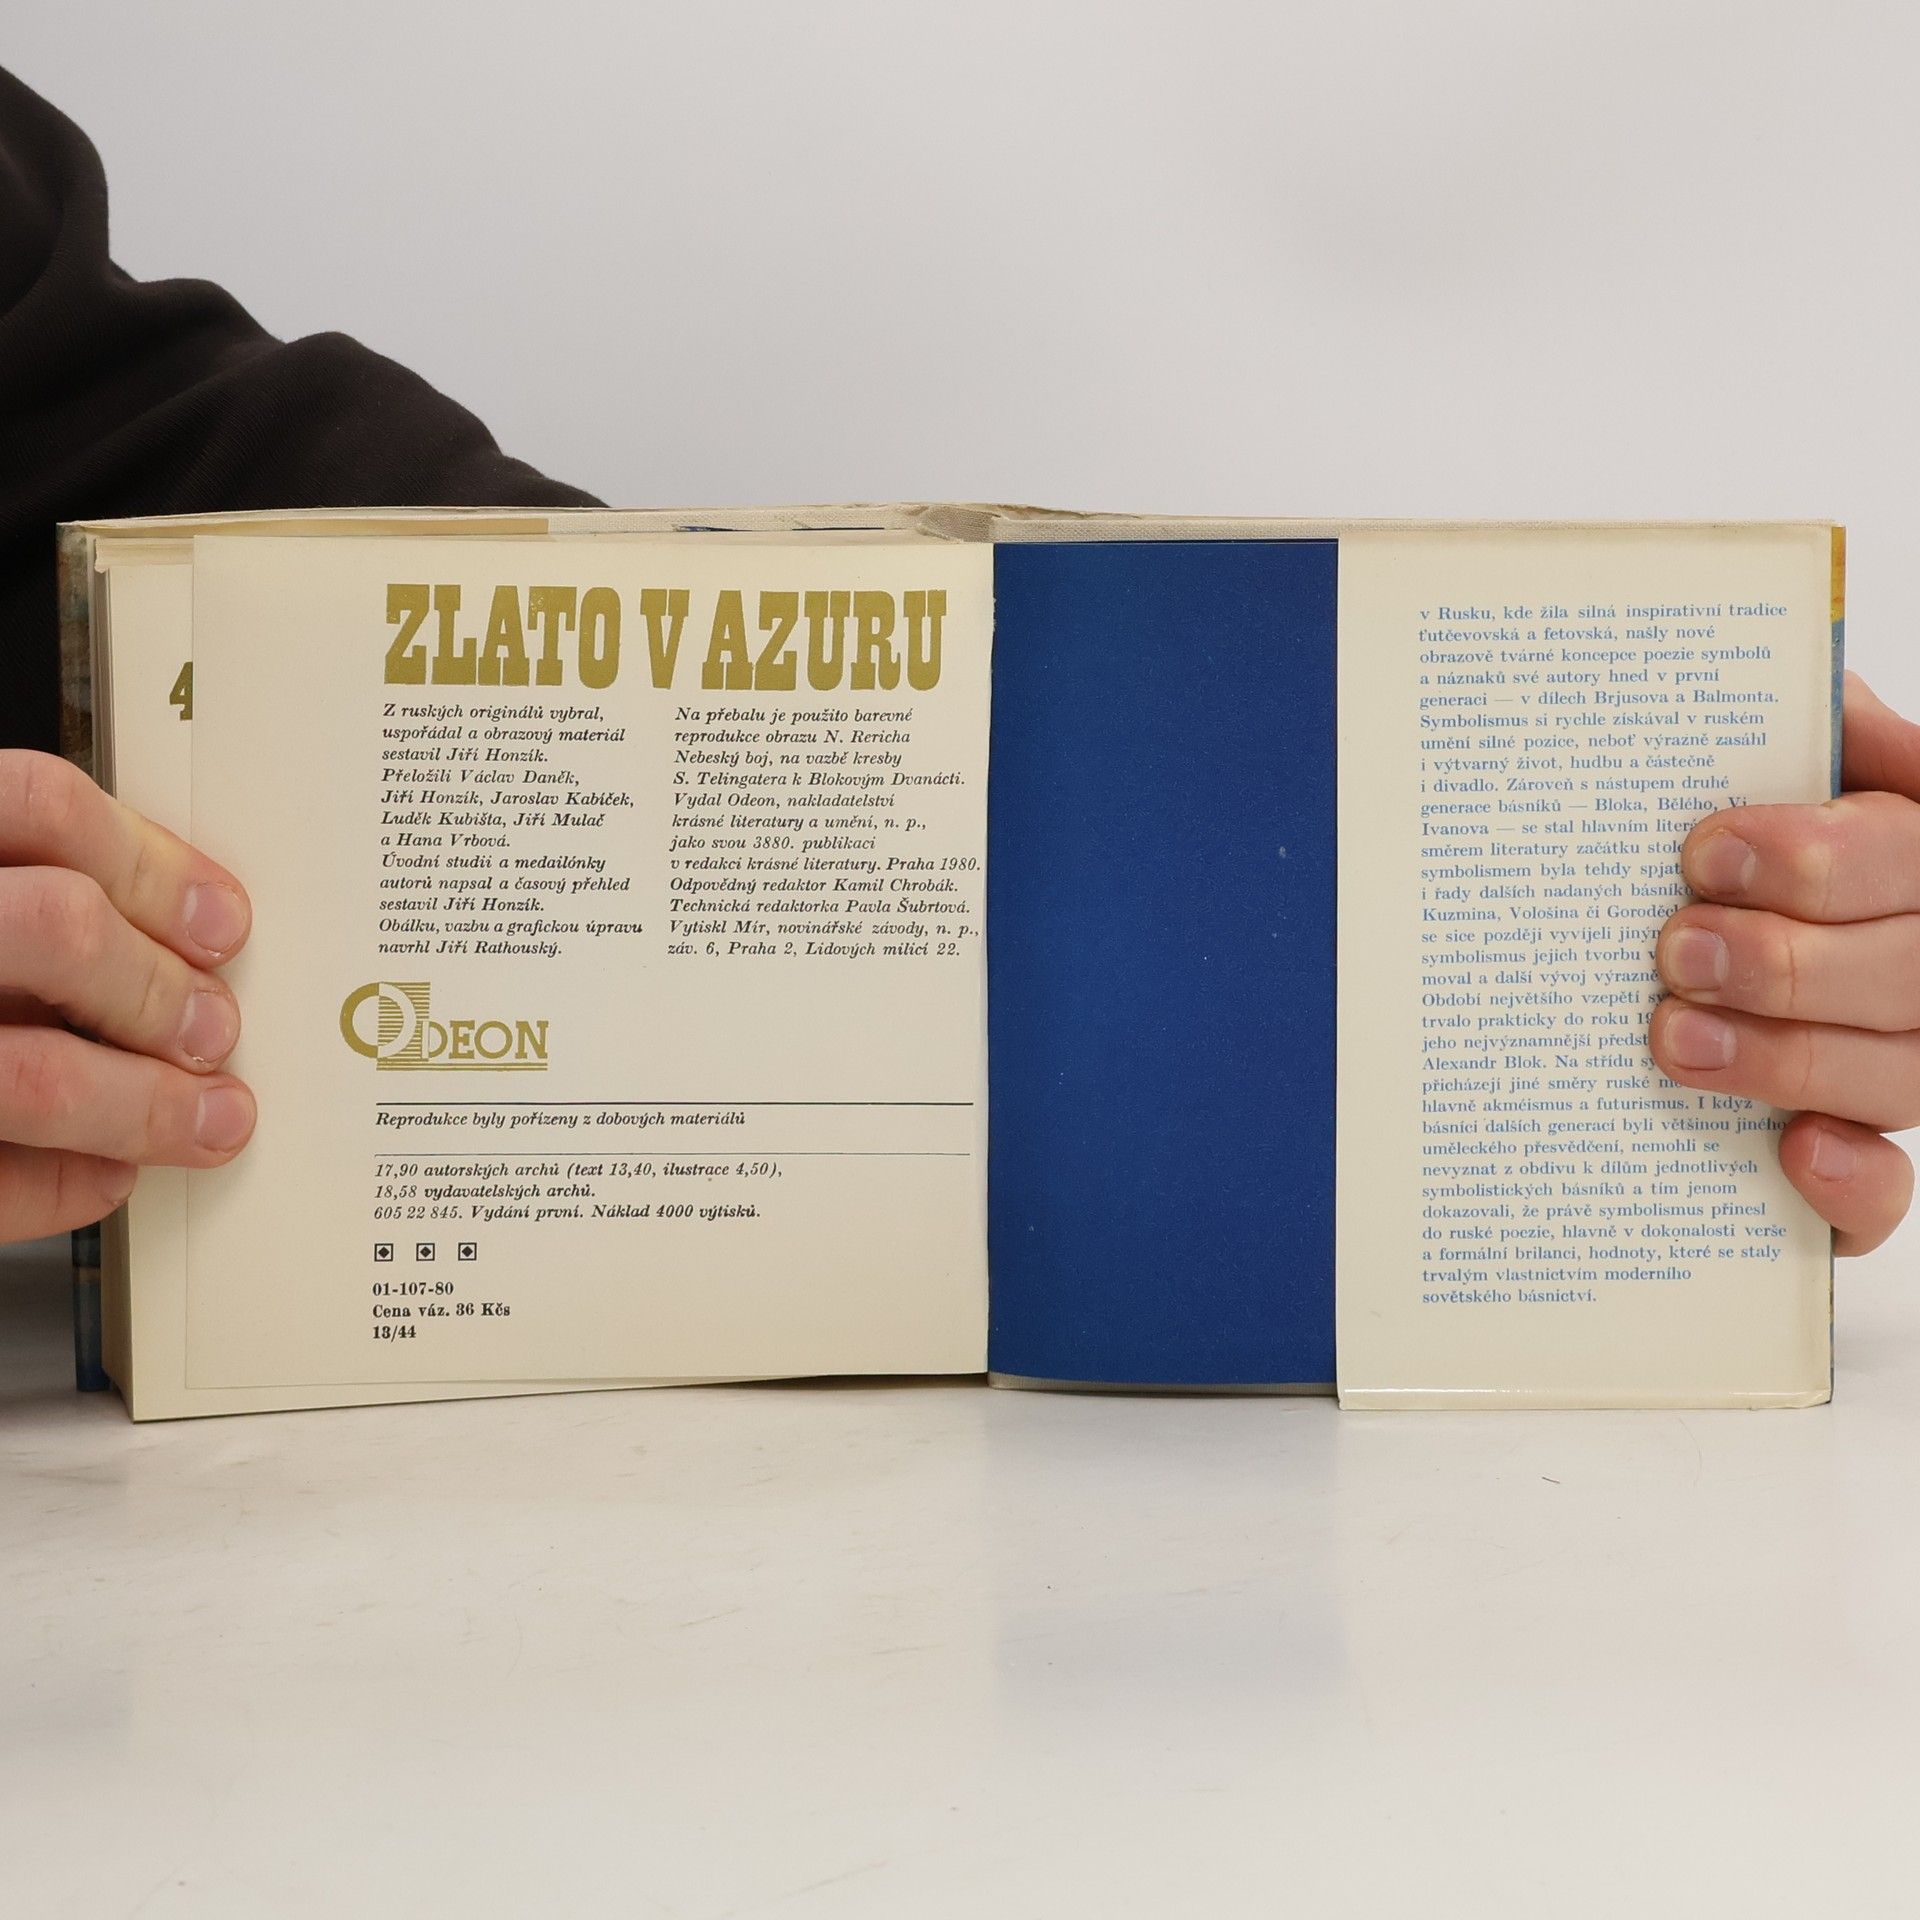 4
ZLATO V AZURU
Z ruských originálů vybral,
uspořádal a obrazový materiál
sestavil Jiří Honzík.
Přeložili Václav Daněk,
Jiří Honzík, Jaroslav Kabíček,
Luděk Kubišta, Jiří Mulač
a Hana Vrbová.
Úvodní studii a medailónky
autorů napsal a časový přehled
sestavil Jiří Honzík.
Obálku, vazbu a grafickou úpravu
navrhl Jiří Rathouský.
Na přebalu je použito barevné
reprodukce obrazu N. Rericha
Nebeský boj, na vazbě kresby
S. Telingatera k Blokovým Dvanácti.
Vydal Odeon, nakladatelství
krásné literatury a umění, n. p.,
jako svou 3880. publikaci
v redakci krásné literatury. Praha 1980.
Odpovědný redaktor Kamil Chrobák.
Technická redaktorka Pavla Šubrtová.
Vytiskl Mír, novinářské závody, n. p.,
záv. 6, Praha 2, Lidových milicí 22.
ODEON
Reprodukce byly pořízeny z dobových materiálů
17,90 autorských archů (text 13,40, ilustrace 4,50),
18,58 vydavatelských archů.
605 22 845. Vydání první. Náklad 4000 výtisků.
01-107-80
Cena váz. 36 Kčs
13/44
v Rusku, kde žila silná inspirativní tradice
ťutčevovská a fetovská, našly nové
obrazově tvárné koncepce poezie symbolů
a náznaků své autory hned v první
generaci — v dílech Brjusova a Balmonta.
Symbolismus si rychle získával v ruském
umění silné pozice, neboť výrazně zasáhl
i výtvarný život, hudbu a částečně
i divadlo. Zároveň s nástupem druhé
generace básníků — Bloka, Bělého,
Ivanova — se stal hlavním
směrem literatury začátku
symbolismem byla tehdy
i řady dalších nadaných básníků
Kuzmina, Vološina či
se sice později vyvíjeli
symbolismus jejich tvorbu
moval a další vývoj výrazně
Období největšího vzepětí
trvalo prakticky do roku
jeho nejvýznamnější
Alexandr Blok. Na střídu
přicházejí jiné směry ruské
hlavně akméismus a futurismus. I když
básníci dalších generací byli většinou jiného
uměleckého přesvědčení, nemohli se
nevyznat z obdivu k dílům jednotlivých
symbolistických básníků a tím jenom
dokazovali, že právě symbolismus přinesl
do ruské poezie, hlavně v dokonalosti verše
a formální brilanci, hodnoty, které se staly
trvalým vlastnictvím moderního
sovětského básnictví.